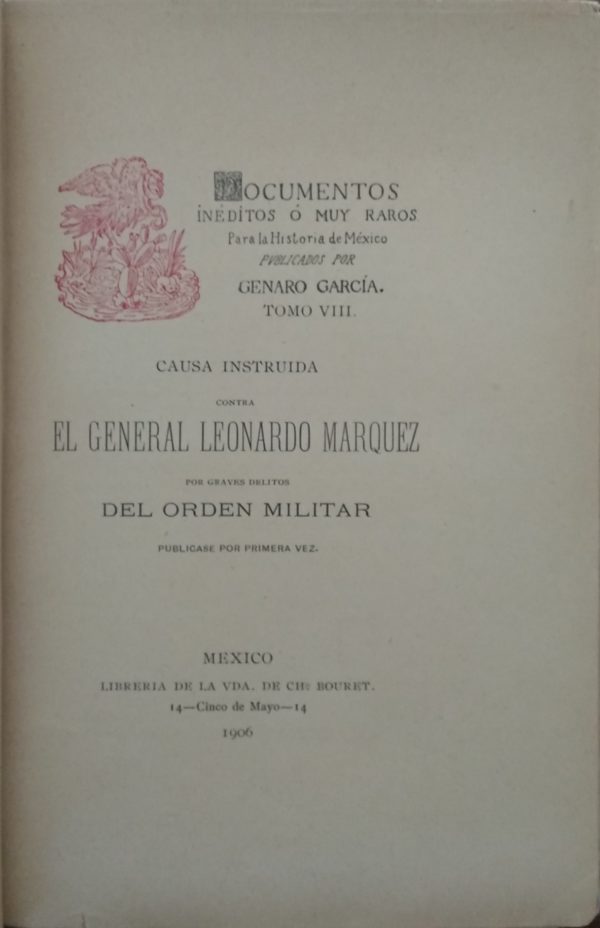 DOCUMENTOS
INÉDITOS Ó MUY RAROS
Para la Historia de México
PVBLICADOS POR
GENARO GARCÍA.
TOMO VIII.
CAUSA INSTRUIDA
CONTRA
EL GENERAL LEONARDO MARQUEZ
POR GRAVES DELITOS
DEL ORDEN MILITAR
PUBLICASE POR PRIMERA VEZ.
MEXICO
LIBRERIA DE LA VDA. DE CH. BOURET.
14—Cinco de Mayo—14
1906